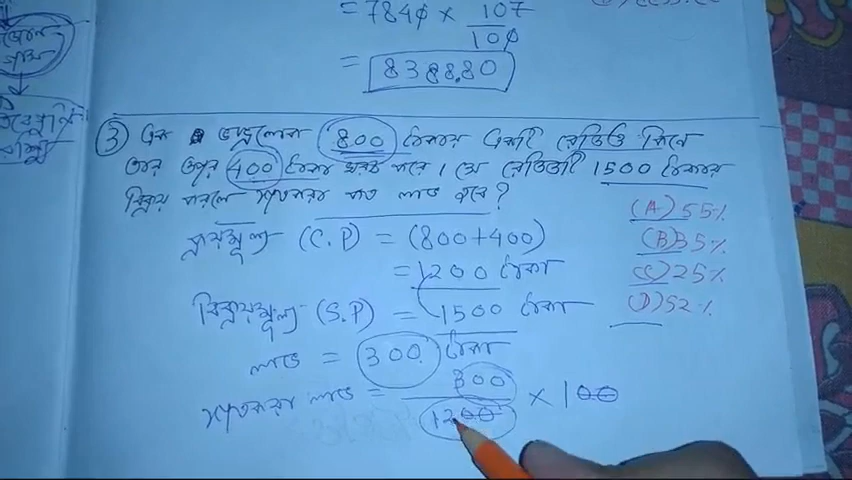 = 7840 × 107/100
= 8388.80
③ এক ভদ্রলোক 800 টাকায় একটি রেডিও কিনে
তার ওপর 400 টাকা খরচ করে। সে রেডিওটি 1500 টাকায়
বিক্রয় করলে শতকরা কত লাভ হবে?
(A) 55%
(B) 35%
(C) 25%
(D) 52%
ক্রয়মূল্য (C.P) = (800+400)
= 1200 টাকা
বিক্রয়মূল্য (S.P) = 1500 টাকা
লাভ = 300 টাকা
শতকরা লাভ = 300/1200 × 100